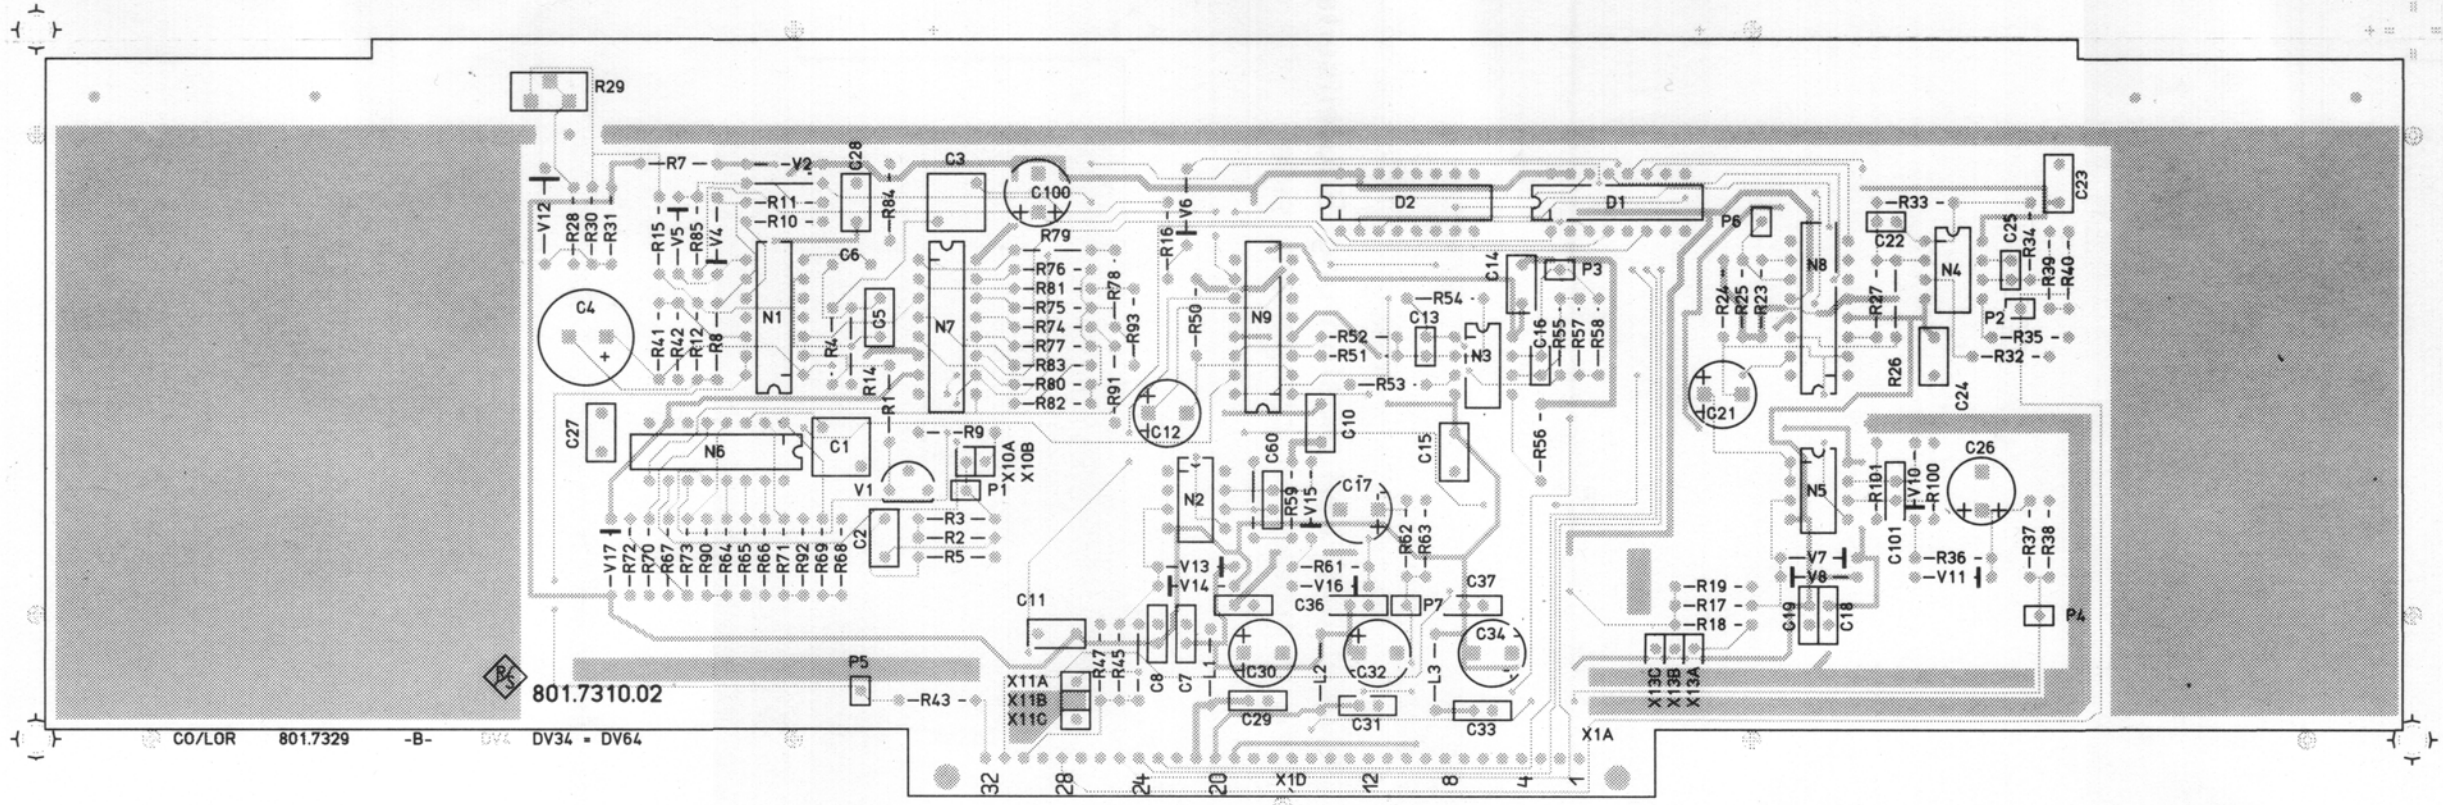 R29
R7
V2
C28
C3
C100
V12
R28
R30
R31
R15
V5
R85
V4
R11
R10
R84
C6
R79
R76
R81
R75
R74
R77
R83
R80
R82
R78
R93
R91
R16
V6
D2
D1
P6
R33
C22
C23
C25
R34
R39
R40
C4
R41
R42
R12
R8
N1
R4
C5
R14
N7
R50
N9
R54
C13
R52
R51
R53
N3
C14
P3
C16
R55
R57
R58
R24
R25
R23
N8
R27
N4
P2
R35
R32
R26
C24
C21
C27
N6
C1
R1
R9
X10A
X10B
V1
P1
C12
C60
C10
C15
R56
N2
R59
V15
C17
R62
R63
N5
R101
V10
R100
C26
C101
C2
R3
R2
R5
V17
R72
R70
R67
R73
R90
R64
R65
R66
R71
R92
R69
R68
V13
V14
R61
V16
C36
P7
C37
V7
V8
R36
V11
R37
R38
R19
R17
R18
C19
C18
P4
C11
R47
R45
C8
C7
L1
C30
L2
C32
L3
C34
X13C
X13B
X13A
P5
R43
X11A
X11B
X11C
C29
C31
C33
R/S
801.7310.02
CO/LOR 801.7329 -B- DV4 DV34 = DV64
X1A
32 28 24 20 X1D 12 8 4 1